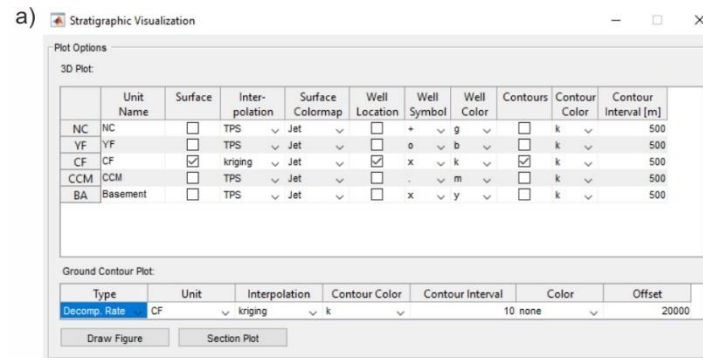 a) Stratigraphic Visualization
Plot Options
3D Plot:
Unit Name Surface Inter-polation Surface Colormap Well Location Well Symbol Well Color Contours Contour Color Contour Interval [m]
NC NC TPS Jet + g k 500
YF YF TPS Jet o b k 500
CF CF kriging Jet x k k 500
CCM CCM TPS Jet . m k 500
BA Basement TPS Jet x y k 500
Ground Contour Plot:
Type Unit Interpolation Contour Color Contour Interval Color Offset
Decomp. Rate CF kriging k 10 none 20000
Draw Figure Section Plot